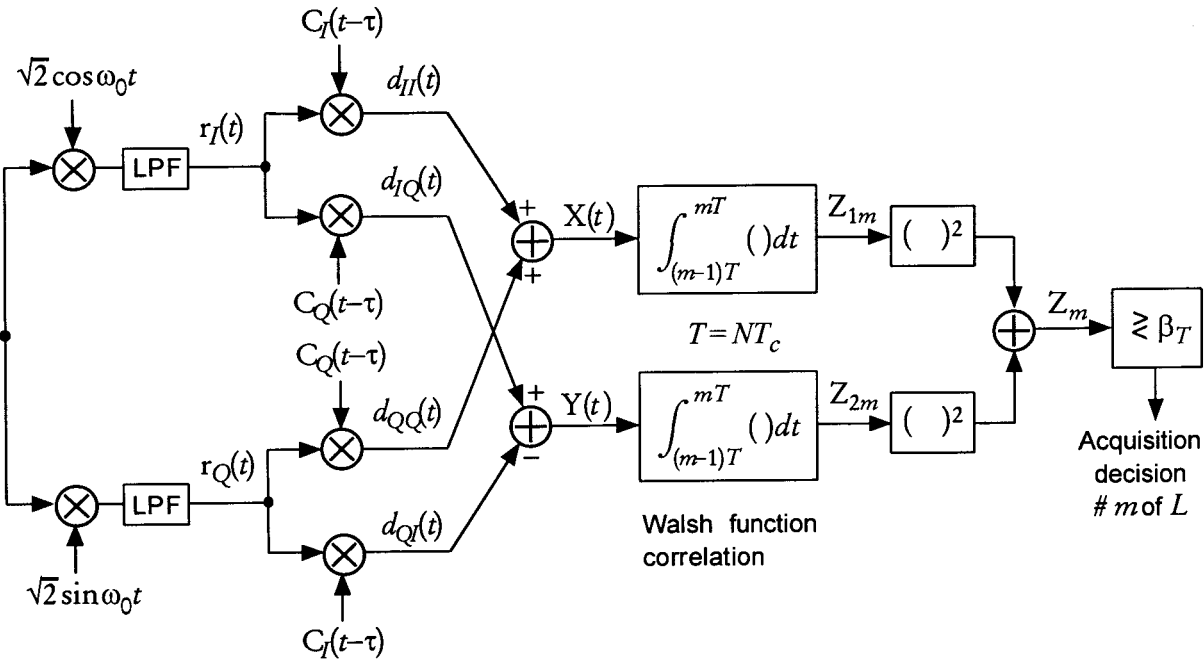 C_I(t−τ)
√2 cos ω₀t
d_II(t)
r_I(t)
LPF
d_IQ(t)
C_Q(t−τ)
+
+
X(t)
∫_(m−1)T^mT ( )dt
Z_1m
( )²
Z_m
≷ β_T
T = NT_c
C_Q(t−τ)
d_QQ(t)
+
−
Y(t)
∫_(m−1)T^mT ( )dt
Z_2m
( )²
Acquisition
decision
# m of L
r_Q(t)
LPF
d_QI(t)
Walsh function
correlation
√2 sin ω₀t
C_I(t−τ)